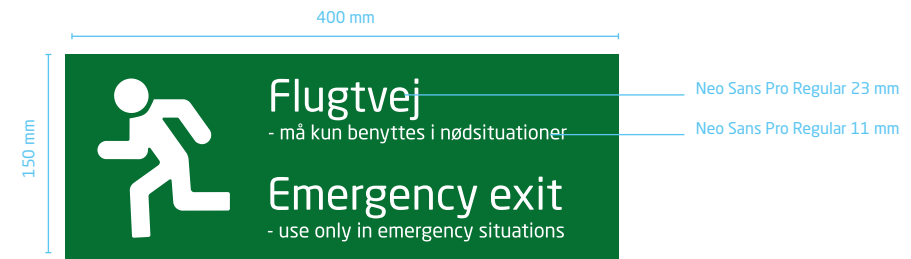 400 mm
150 mm
Flugtvej
- må kun benyttes i nødsituationer
Emergency exit
- use only in emergency situations
Neo Sans Pro Regular 23 mm
Neo Sans Pro Regular 11 mm